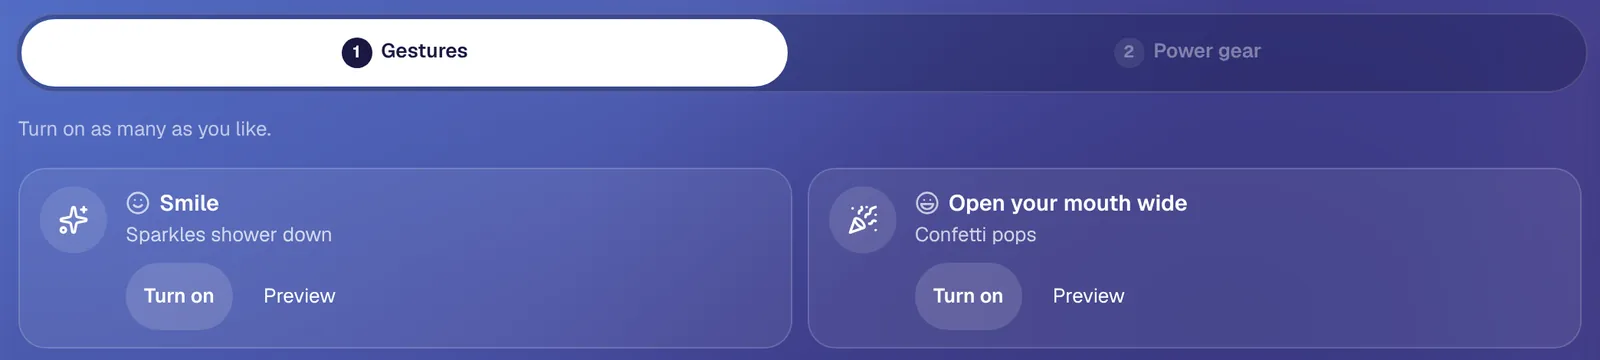 1 Gestures
2 Power gear
Turn on as many as you like.
Smile
Sparkles shower down
Turn on
Preview
Open your mouth wide
Confetti pops
Turn on
Preview